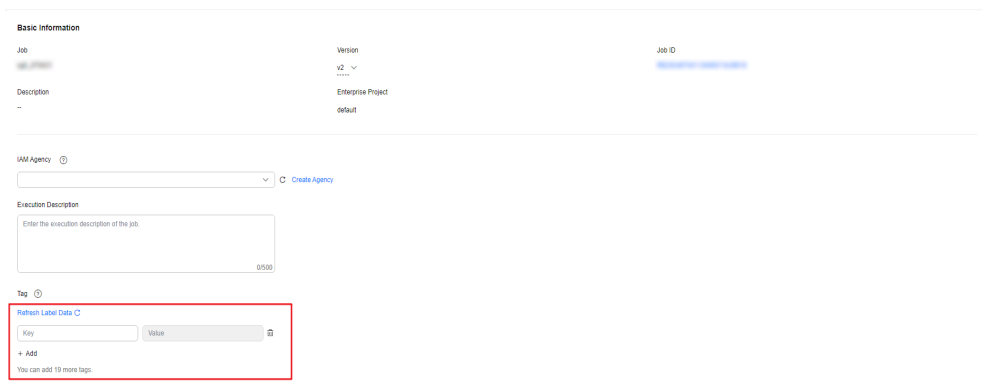 Basic Information
Job
Version
Job ID
v2
Description
Enterprise Project
--
default
IAM Agency ?
Create Agency
Execution Description
Enter the execution description of the job.
0/500
Tag ?
Refresh Label Data
Key
Value
+ Add
You can add 19 more tags.